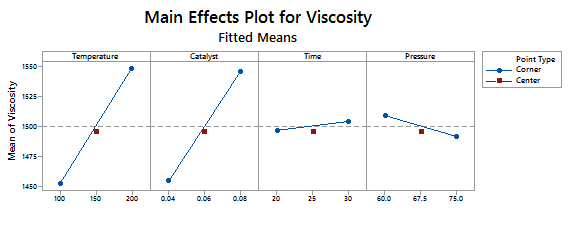 Main Effects Plot for Viscosity
Fitted Means
Temperature Catalyst Time Pressure
Point Type
Corner
Center
Mean of Viscosity
1550
1525
1500
1475
1450
100 150 200 0.04 0.06 0.08 20 25 30 60.0 67.5 75.0